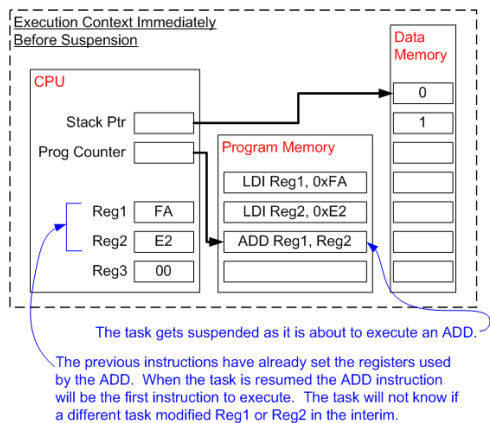 Execution Context Immediately
Before Suspension
Data
Memory
CPU
0
Stack Ptr
1
Prog Counter
Program Memory
LDI Reg1, 0xFA
Reg1
FA
LDI Reg2, 0xE2
Reg2
E2
ADD Reg1, Reg2
Reg3
00
The task gets suspended as it is about to execute an ADD.
The previous instructions have already set the registers used
by the ADD. When the task is resumed the ADD instruction
will be the first instruction to execute. The task will not know if
a different task modified Reg1 or Reg2 in the interim.